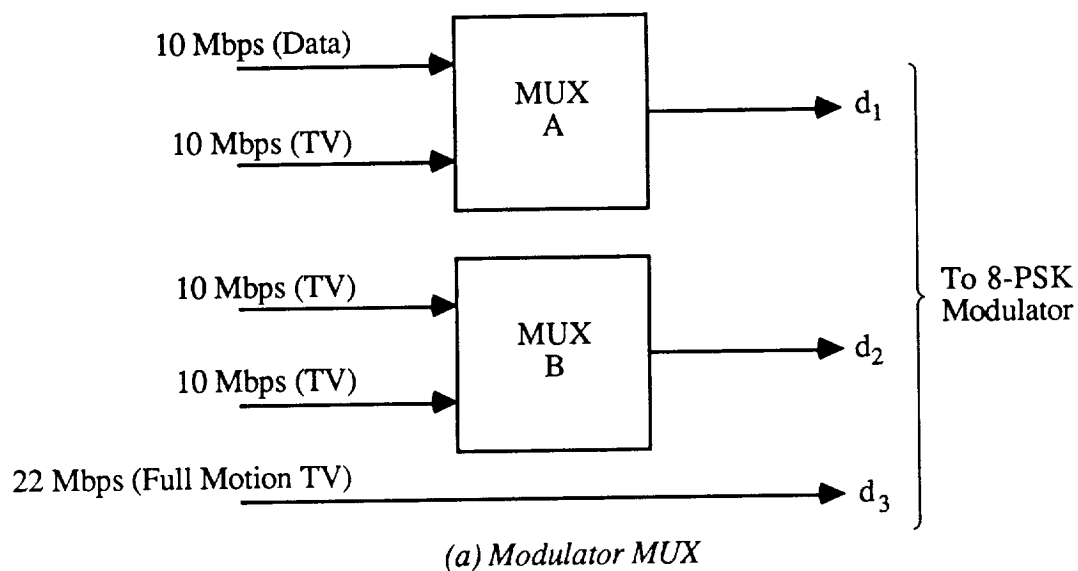 10 Mbps (Data)
MUX
A
d₁
10 Mbps (TV)
10 Mbps (TV)
MUX
B
d₂
10 Mbps (TV)
22 Mbps (Full Motion TV)
d₃
To 8-PSK
Modulator
(a) Modulator MUX